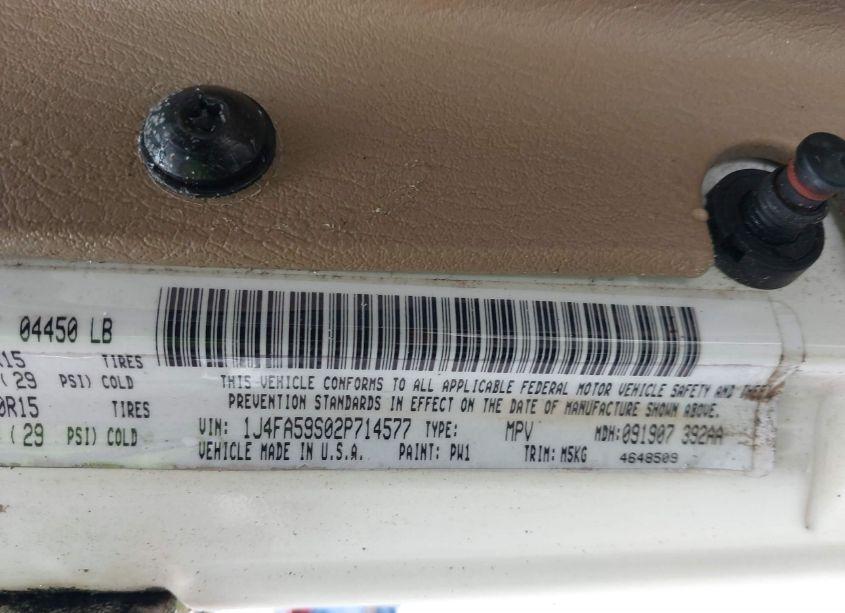 04450 LB
R15 TIRES
(29 PSI) COLD
0R15 TIRES
(29 PSI) COLD
THIS VEHICLE CONFORMS TO ALL APPLICABLE FEDERAL MOTOR VEHICLE SAFETY AND THEFT
PREVENTION STANDARDS IN EFFECT ON THE DATE OF MANUFACTURE SHOWN ABOVE.
VIN: 1J4FA59S02P714577 TYPE: MPV MDH: 091907 392AA
VEHICLE MADE IN U.S.A. PAINT: PW1 TRIM: M5KG 4648509